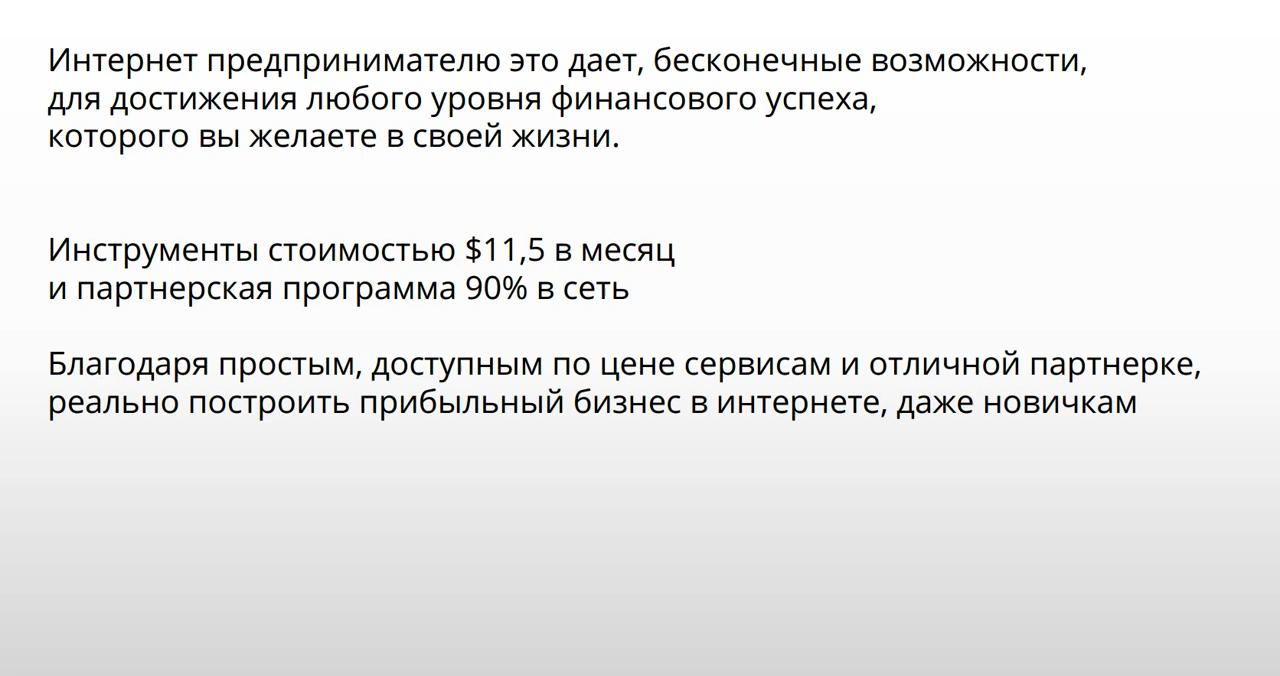 Интернет предпринимателю это дает, бесконечные возможности,
для достижения любого уровня финансового успеха,
которого вы желаете в своей жизни.
Инструменты стоимостью $11,5 в месяц
и партнерская программа 90% в сеть
Благодаря простым, доступным по цене сервисам и отличной партнерке,
реально построить прибыльный бизнес в интернете, даже новичкам